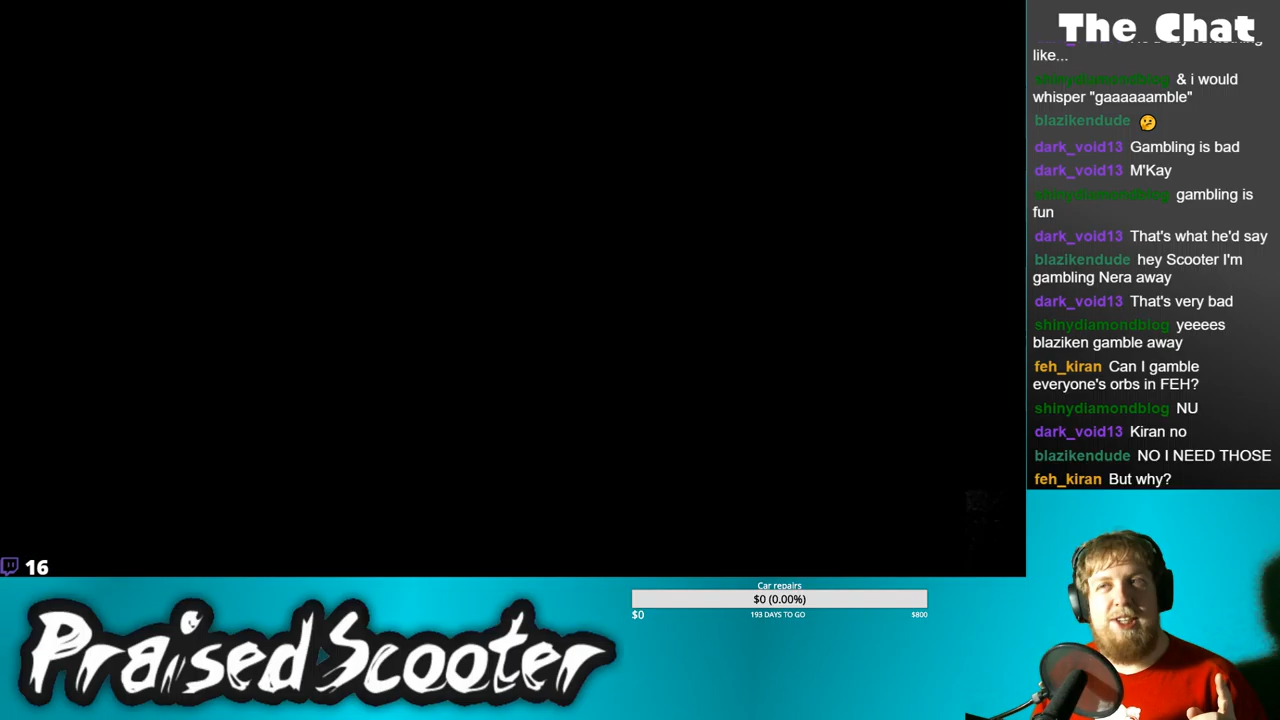 The Chat
like...
shinydiamondblog & i would
whisper "gaaaaaamble"
blazikendude 🤔
dark_void13 Gambling is bad
dark_void13 M'Kay
shinydiamondblog gambling is
fun
dark_void13 That's what he'd say
blazikendude hey Scooter I'm
gambling Nera away
dark_void13 That's very bad
shinydiamondblog yeeees
blaziken gamble away
feh_kiran Can I gamble
everyone's orbs in FEH?
shinydiamondblog NU
dark_void13 Kiran no
blazikendude NO I NEED THOSE
feh_kiran But why?
16
Car repairs
$0 (0.00%)
$0 193 DAYS TO GO $800
PraisedScooter